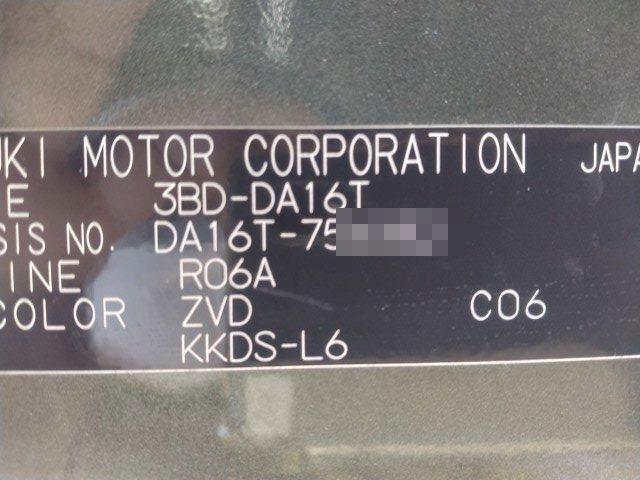 UKI MOTOR CORPORATION JAPA
E 3BD-DA16T
SIS NO. DA16T-75
INE R06A
COLOR ZVD C06
KKDS-L6